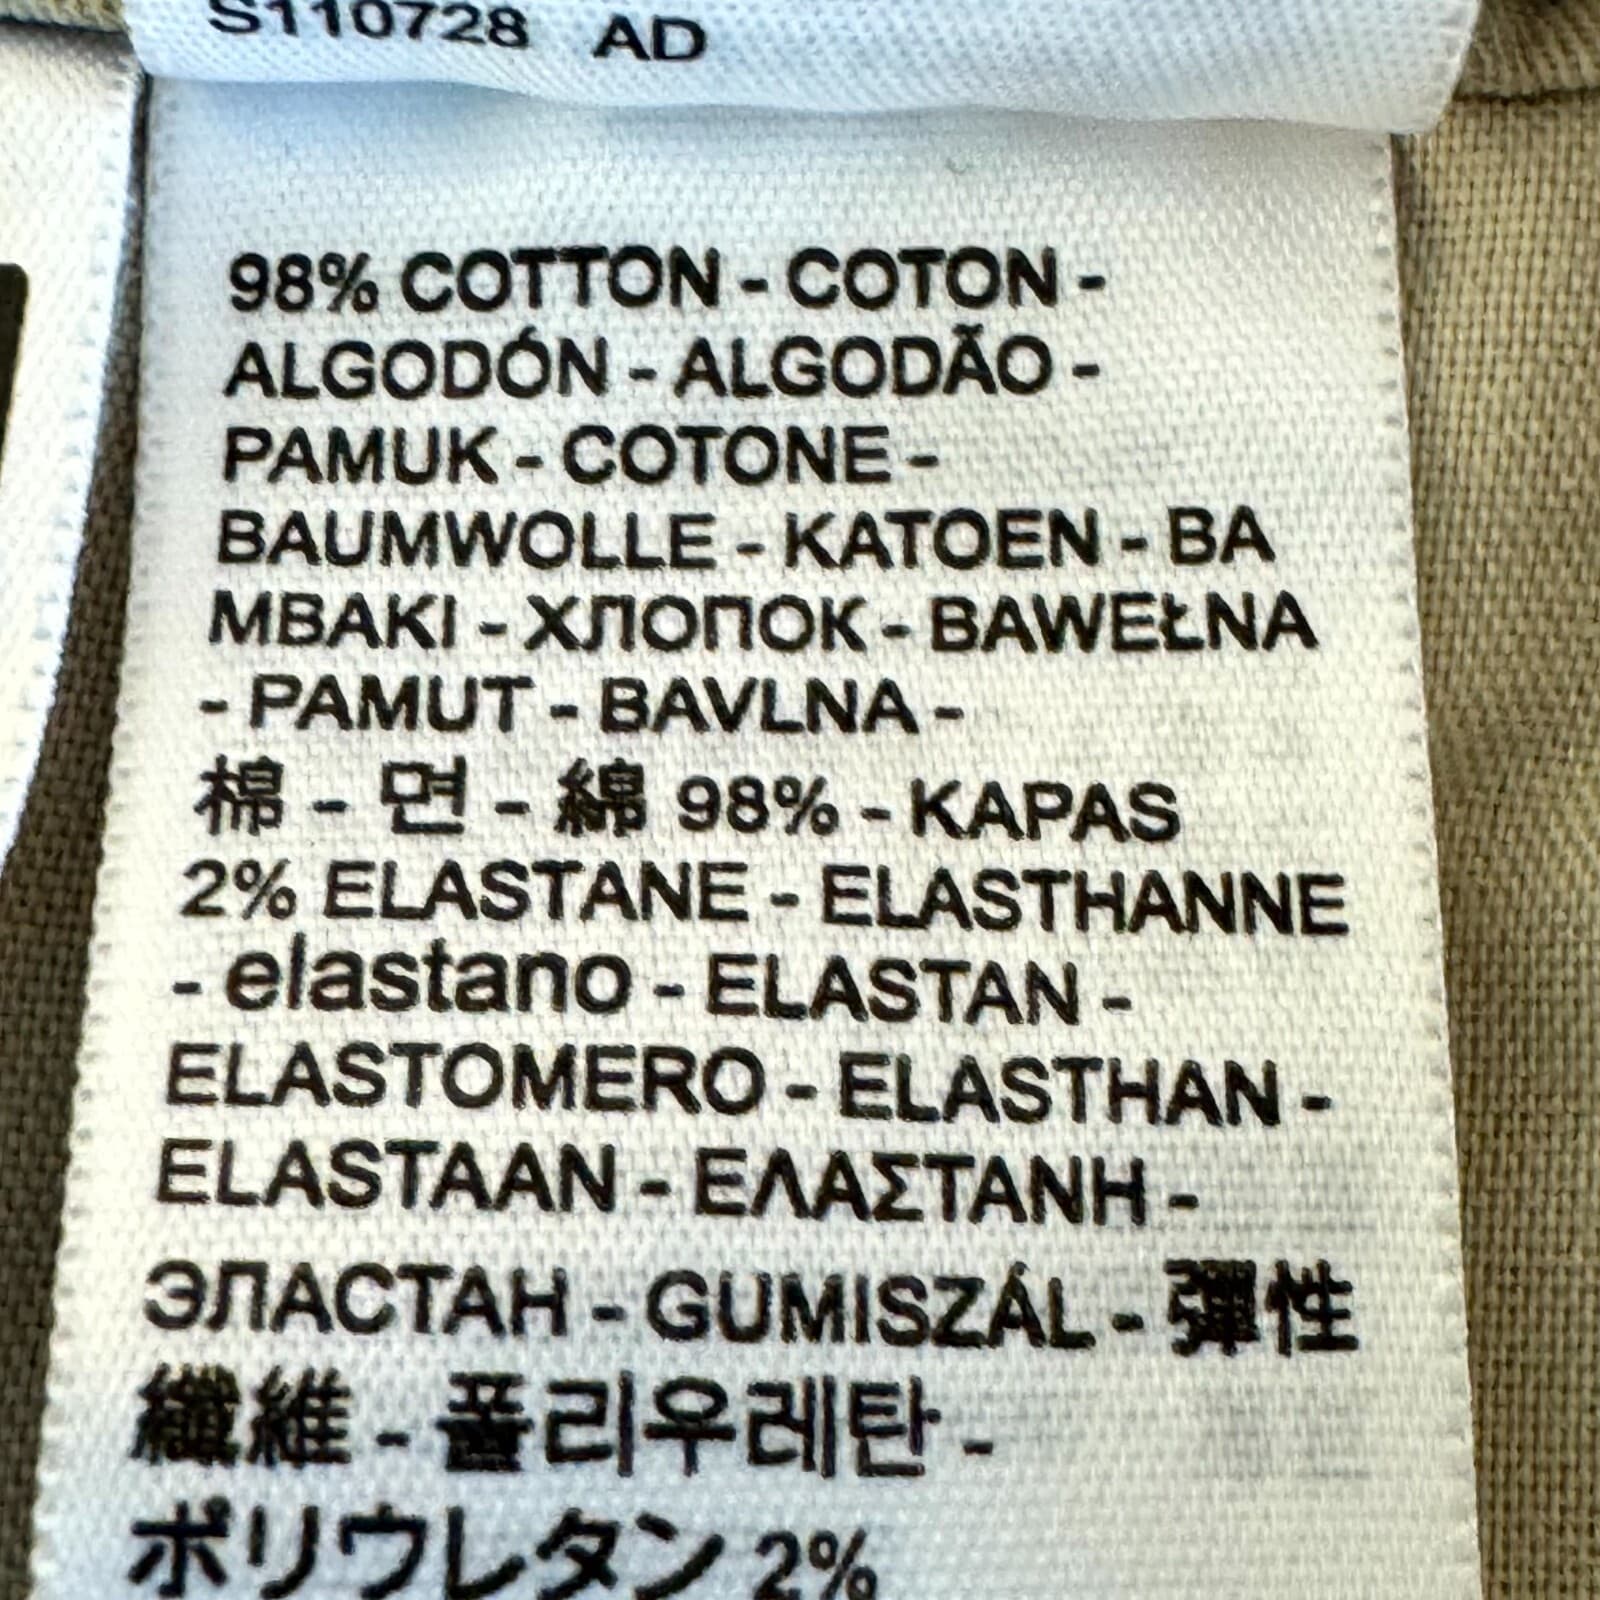 S110728 AD
98% COTTON - COTON -
ALGODÓN - ALGODÃO -
PAMUK - COTONE -
BAUMWOLLE - KATOEN - BA
MBAKI - ХЛОПОК - BAWEŁNA
- PAMUT - BAVLNA -
棉 - 면 - 綿 98% - KAPAS
2% ELASTANE - ELASTHANNE
- elastano - ELASTAN -
ELASTOMERO - ELASTHAN -
ELASTAAN - ΕΛΑΣΤΑΝΗ -
ЭЛАСТАН - GUMISZÁL - 彈性
纖維 - 폴리우레탄 -
ポリウレタン 2%